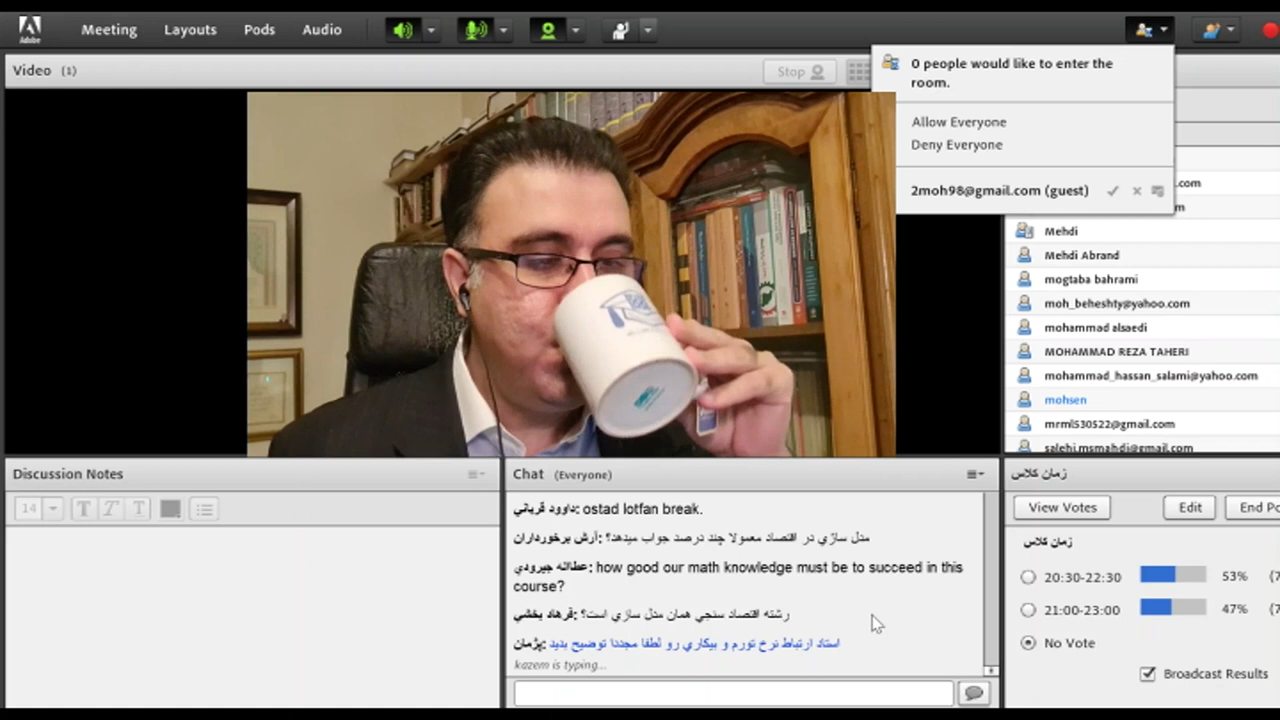 Adobe
Meeting
Layouts
Pods
Audio
Video (1)
Stop
0 people would like to enter the
room.
Allow Everyone
Deny Everyone
2moh98@gmail.com (guest)
.com
m
Mehdi
Mehdi Abrand
mogtaba bahrami
moh_beheshty@yahoo.com
mohammad alsaedi
MOHAMMAD REZA TAHERI
mohammad_hassan_salami@yahoo.com
mohsen
mrml530522@gmail.com
salehi.msmahdi@gmail.com
Discussion Notes
14
T T T
Chat (Everyone)
داوود قرباني: ostad lotfan break.
آرش برخورداران: مدل سازي در اقتصاد معمولا چند درصد جواب ميدهد؟
عطااله جيرودي: how good our math knowledge must be to succeed in this
course?
فرهاد بخشي: رشته اقتصاد سنجي همان مدل سازي است؟
پژمان: استاد ارتباط نرخ تورم و بيکاري رو لطفا مجددا توضيح بديد
kazem is typing...
زمان کلاس
View Votes
Edit
End Po
زمان کلاس
20:30-22:30 53% (7
21:00-23:00 47% (7
No Vote
Broadcast Results